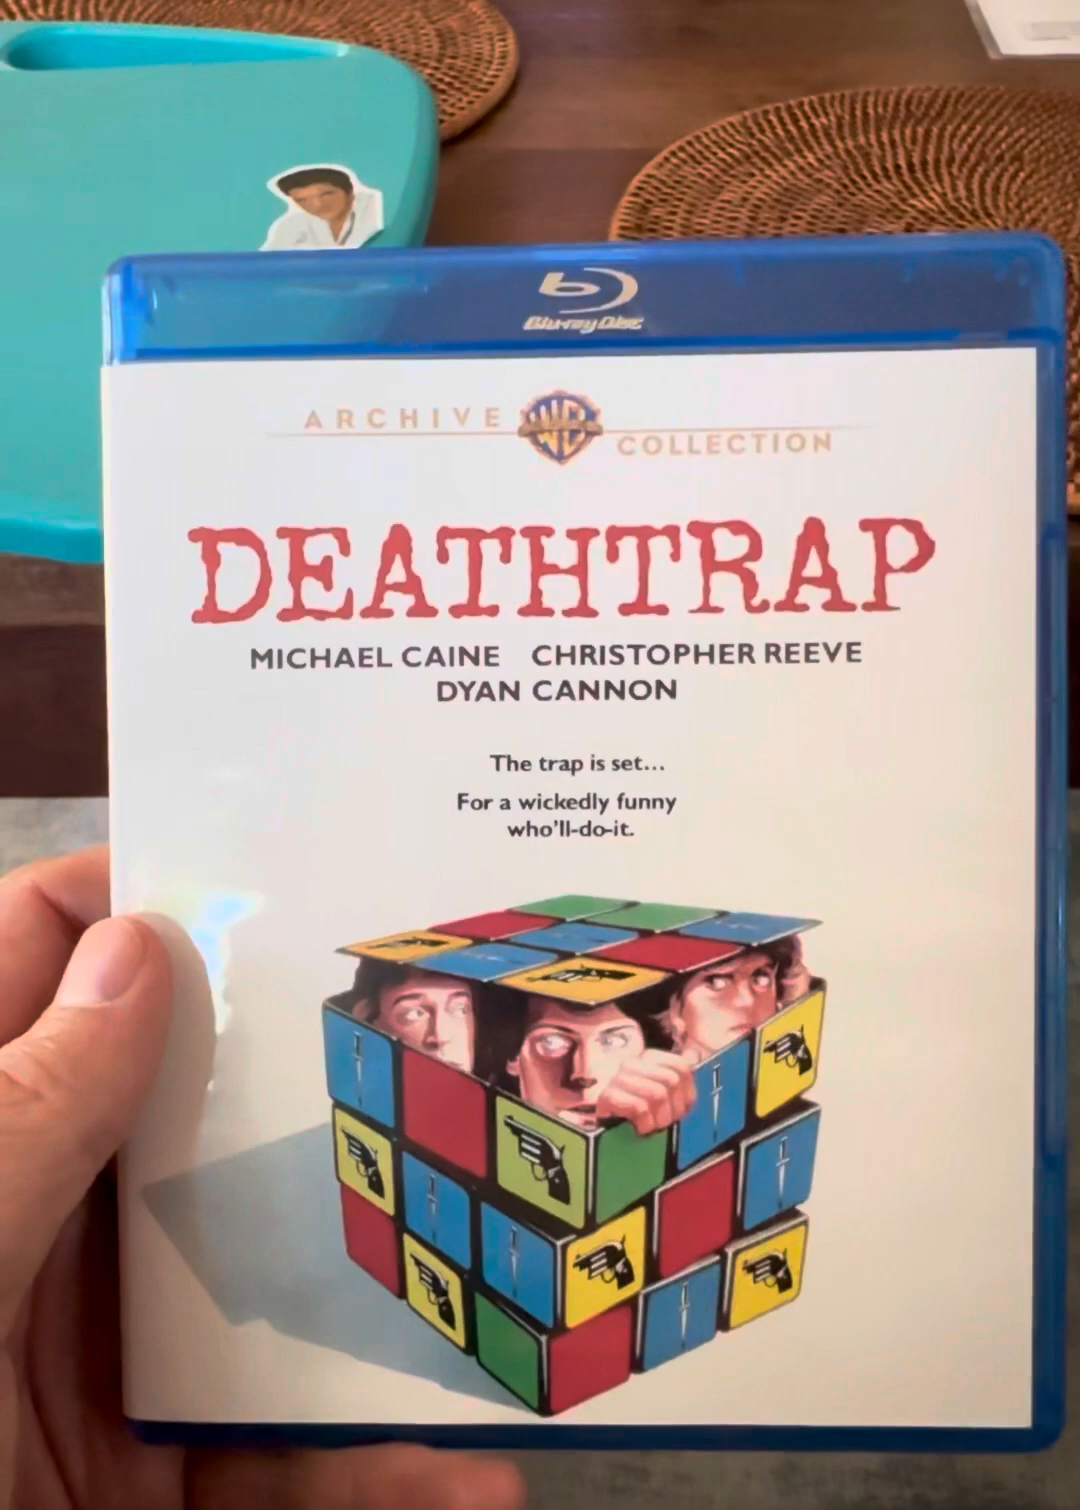 Blu-ray Disc
ARCHIVE WB COLLECTION
DEATHTRAP
MICHAEL CAINE CHRISTOPHER REEVE
DYAN CANNON
The trap is set...
For a wickedly funny
who'll-do-it.